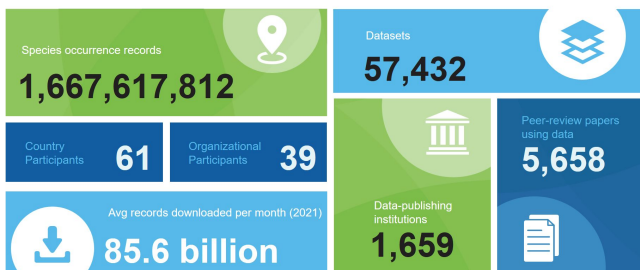 Species occurrence records
1,667,617,812
Datasets
57,432
Country
Participants
61
Organizational
Participants
39
Data-publishing
institutions
1,659
Peer-review papers
using data
5,658
Avg records downloaded per month (2021)
85.6 billion